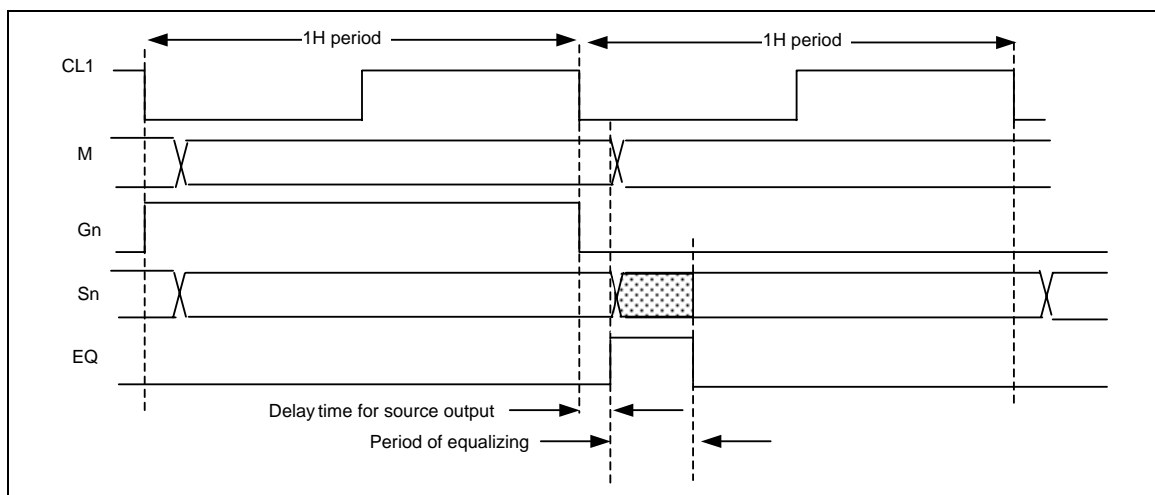 1H period 1H period
CL1
M
Gn
Sn
EQ
Delay time for source output
Period of equalizing